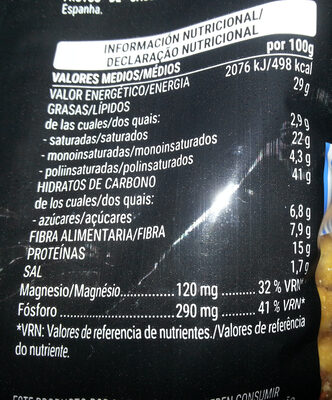 Espanha.
INFORMACIÓN NUTRICIONAL/
DECLARAÇÃO NUTRICIONAL
por 100g
VALORES MEDIOS/MÉDIOS
VALOR ENERGÉTICO/ENERGIA 2076 kJ/498 kcal
GRASAS/LÍPIDOS 29 g
de las cuales/dos quais:
- saturadas/saturados 2,9 g
- monoinsaturadas/monoinsaturados 22 g
- poliinsaturadas/polinsaturados 4,3 g
HIDRATOS DE CARBONO 41 g
de los cuales/dos quais:
- azúcares/açúcares 6,8 g
FIBRA ALIMENTARIA/FIBRA 7,9 g
PROTEÍNAS 15 g
SAL 1,7 g
Magnesio/Magnésio 120 mg 32 % VRN*
Fósforo 290 mg 41 % VRN*
*VRN: Valores de referencia de nutrientes./Valores de referência
do nutriente.
CONSUMIR